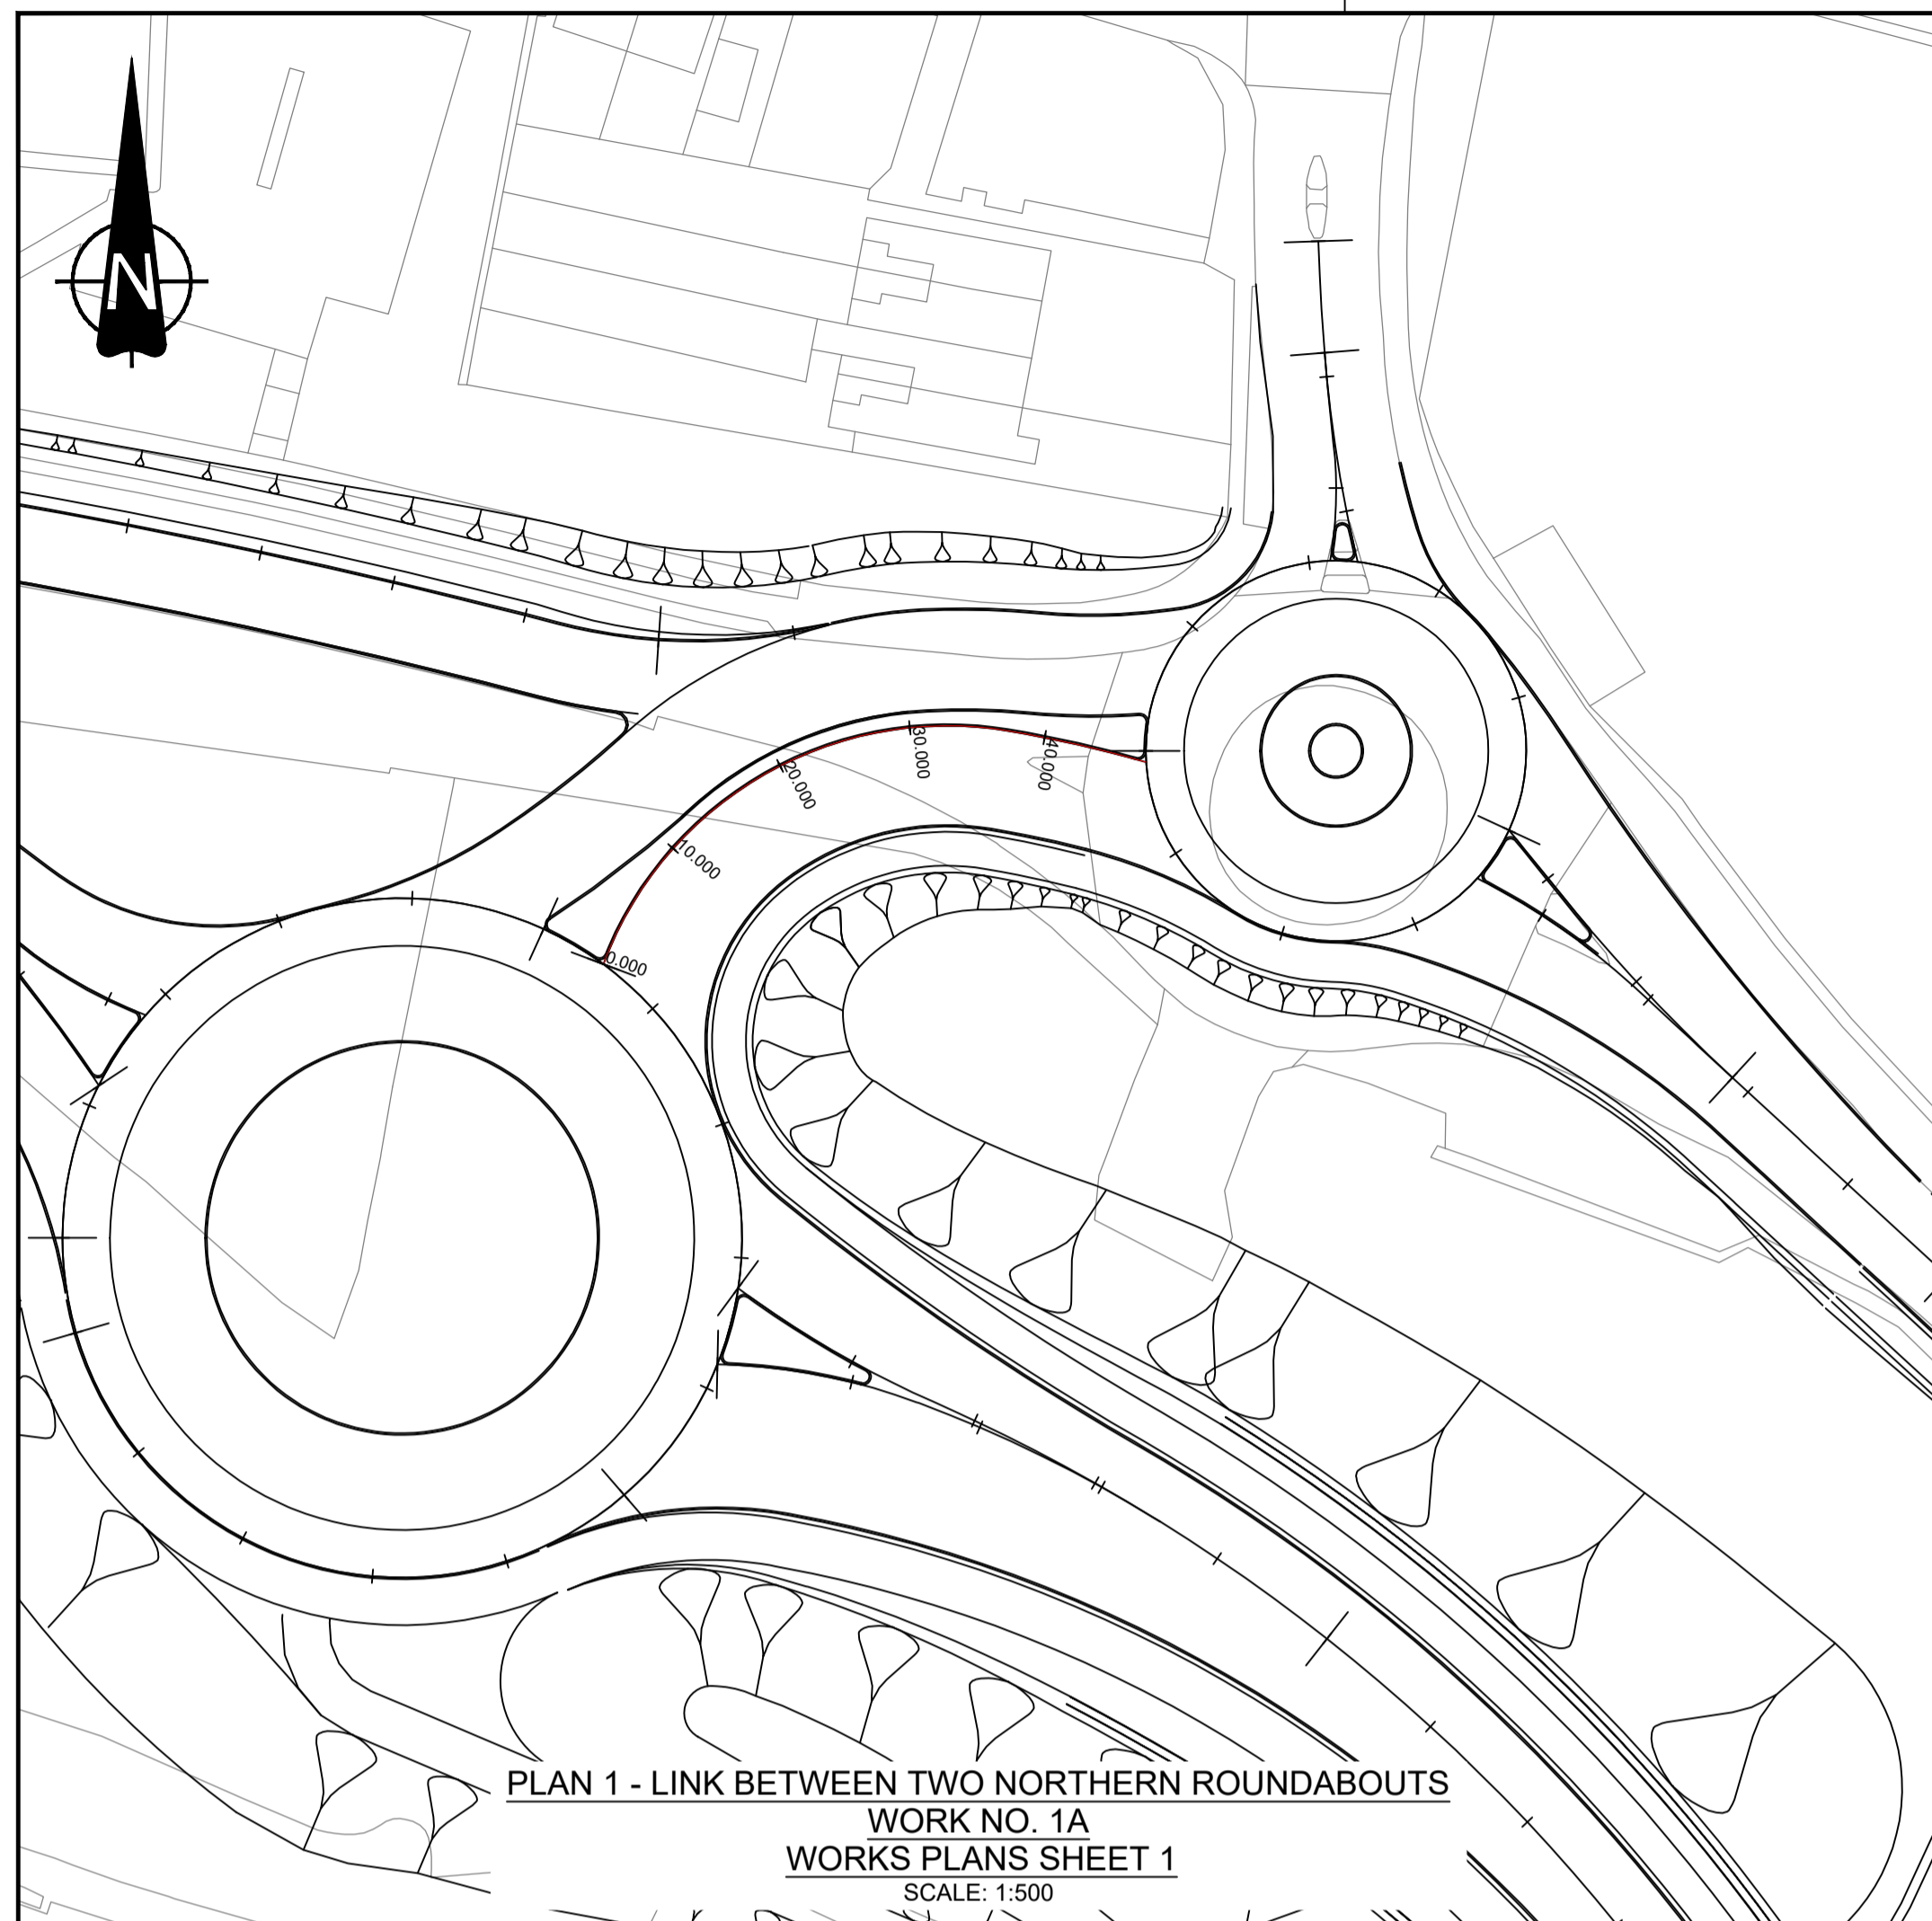 N
30.000
40.000
20.000
10.000
0.000
PLAN 1 - LINK BETWEEN TWO NORTHERN ROUNDABOUTS
WORK NO. 1A
WORKS PLANS SHEET 1
SCALE: 1:500